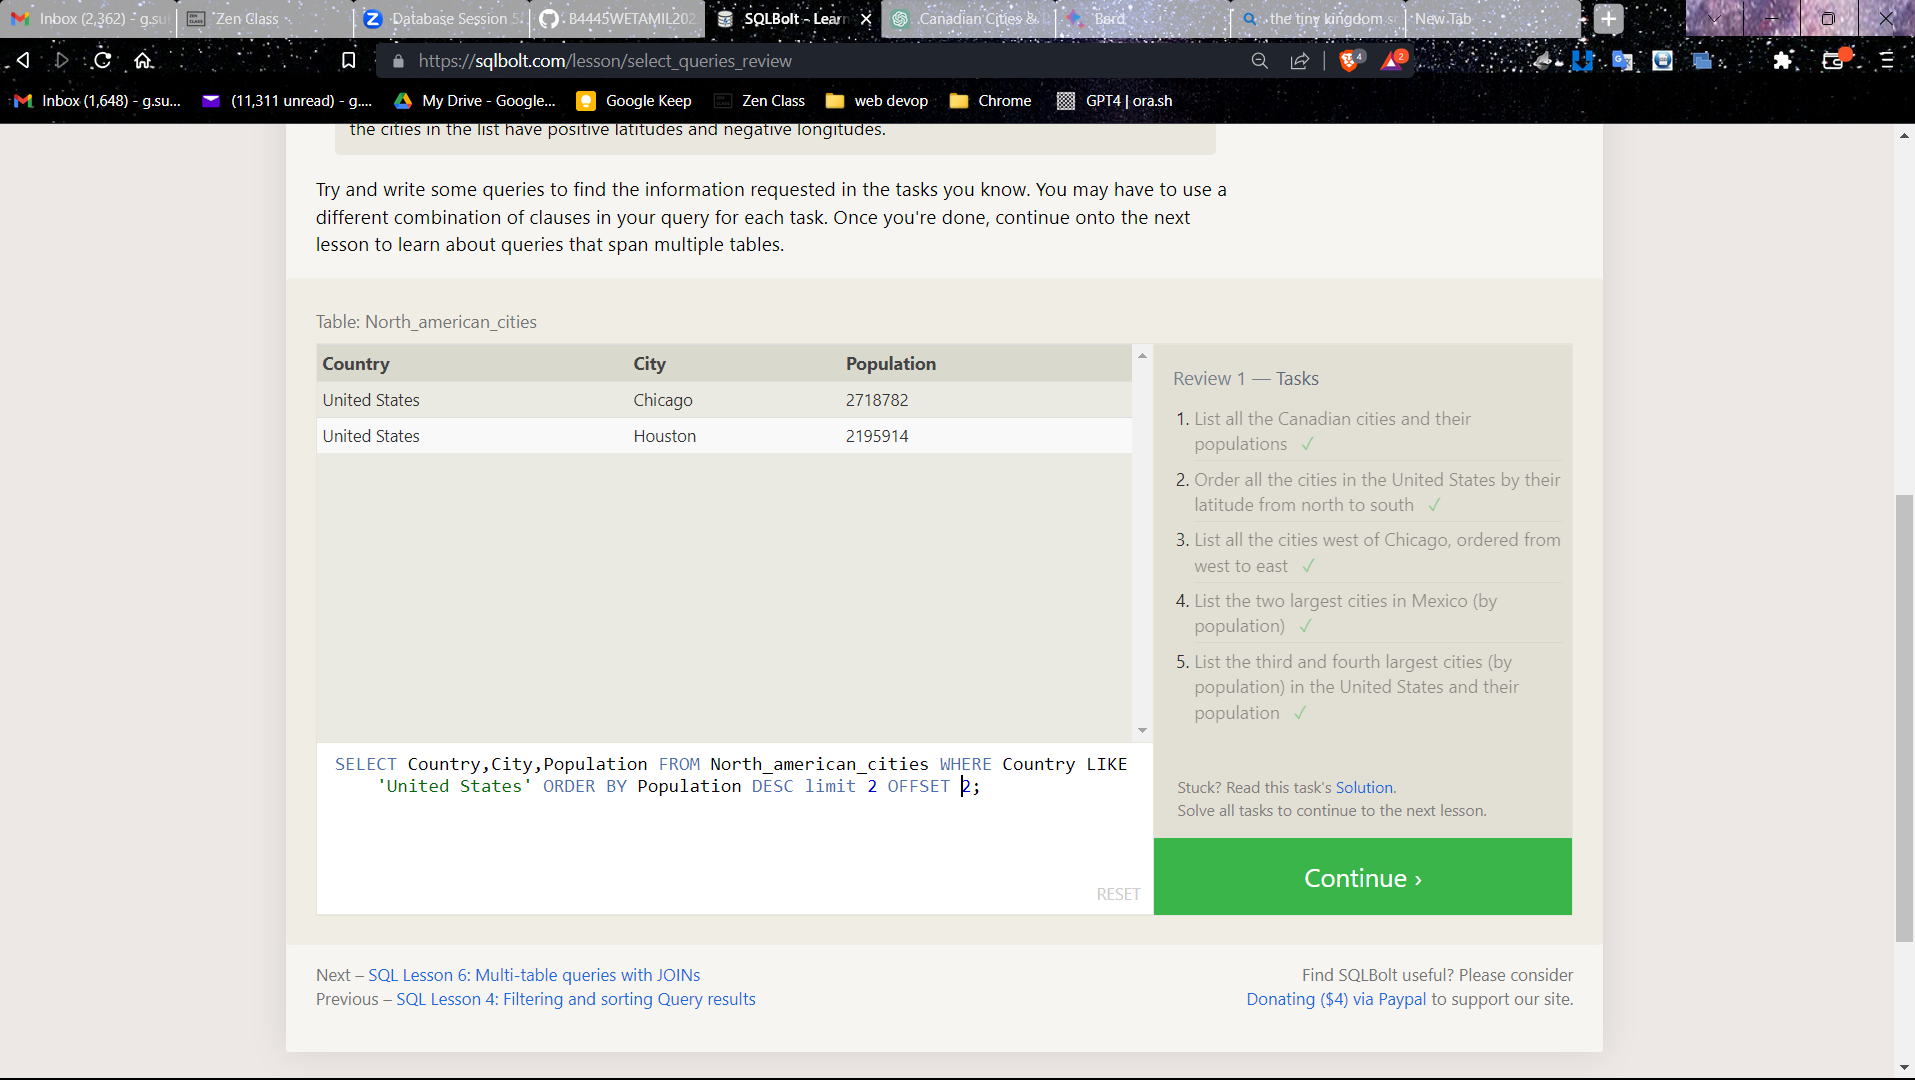 Inbox (2,362) - g.su
Zen Class
Database Session 5
B4445WETAMIL202
SQLBolt - Lear
Canadian Cities &
Bard
the tiny kingdom s
New Tab
https://sqlbolt.com/lesson/select_queries_review
4
2
Inbox (1,648) - g.su...
(11,311 unread) - g....
My Drive - Google...
Google Keep
Zen Class
web devop
Chrome
GPT4 | ora.sh
the cities in the list have positive latitudes and negative longitudes.
Try and write some queries to find the information requested in the tasks you know. You may have to use a
different combination of clauses in your query for each task. Once you're done, continue onto the next
lesson to learn about queries that span multiple tables.
Table: North_american_cities
Country City Population
United States Chicago 2718782
United States Houston 2195914
SELECT Country,City,Population FROM North_american_cities WHERE Country LIKE
'United States' ORDER BY Population DESC limit 2 OFFSET 2;
RESET
Review 1 — Tasks
1. List all the Canadian cities and their
populations ✓
2. Order all the cities in the United States by their
latitude from north to south ✓
3. List all the cities west of Chicago, ordered from
west to east ✓
4. List the two largest cities in Mexico (by
population) ✓
5. List the third and fourth largest cities (by
population) in the United States and their
population ✓
Stuck? Read this task's Solution.
Solve all tasks to continue to the next lesson.
Continue ›
Next – SQL Lesson 6: Multi-table queries with JOINs
Previous – SQL Lesson 4: Filtering and sorting Query results
Find SQLBolt useful? Please consider
Donating ($4) via Paypal to support our site.